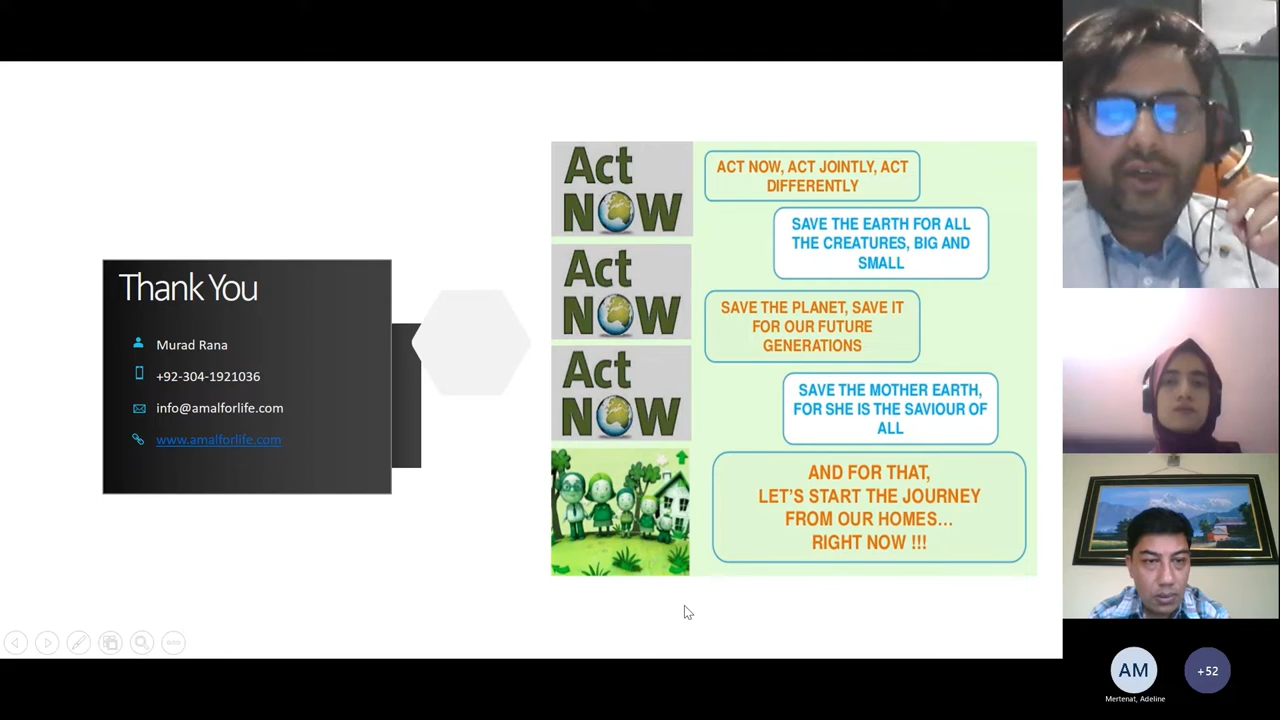 Thank You
Murad Rana
+92-304-1921036
info@amalforlife.com
www.amalforlife.com
Act
NOW
Act
NOW
Act
NOW
ACT NOW, ACT JOINTLY, ACT
DIFFERENTLY
SAVE THE EARTH FOR ALL
THE CREATURES, BIG AND
SMALL
SAVE THE PLANET, SAVE IT
FOR OUR FUTURE
GENERATIONS
SAVE THE MOTHER EARTH,
FOR SHE IS THE SAVIOUR OF
ALL
AND FOR THAT,
LET'S START THE JOURNEY
FROM OUR HOMES...
RIGHT NOW !!!
AM
+52
Mertenat, Adeline